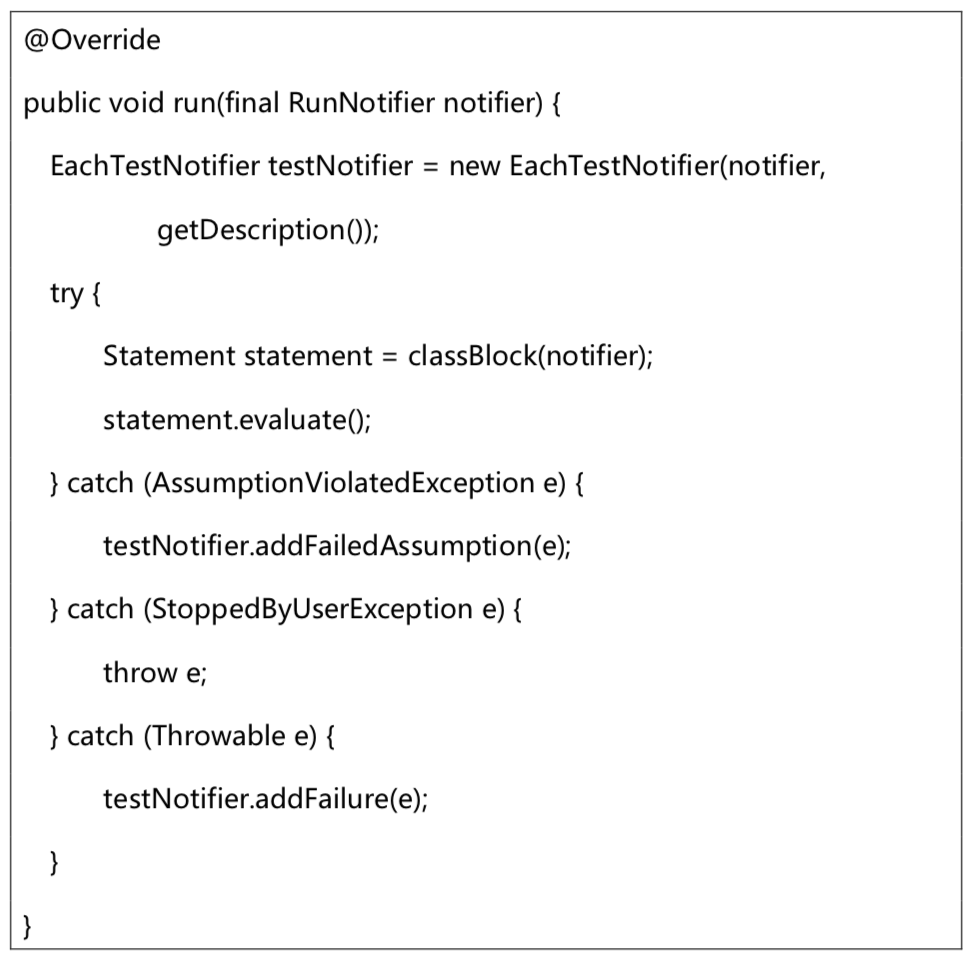 @Override
public void run(final RunNotifier notifier) {
EachTestNotifier testNotifier = new EachTestNotifier(notifier,
getDescription());
try {
Statement statement = classBlock(notifier);
statement.evaluate();
} catch (AssumptionViolatedException e) {
testNotifier.addFailedAssumption(e);
} catch (StoppedByUserException e) {
throw e;
} catch (Throwable e) {
testNotifier.addFailure(e);
}
}